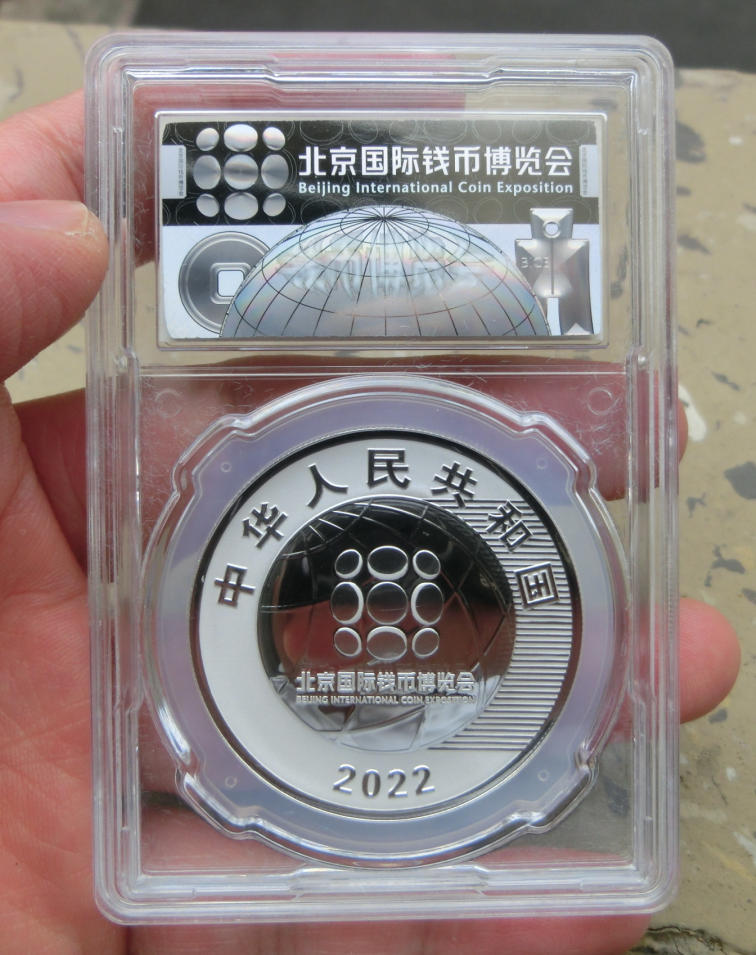 北京国际钱币博览会
Beijing International Coin Exposition
中华人民共和国
北京国际钱币博览会
BEIJING INTERNATIONAL COIN EXPOSITION
2022